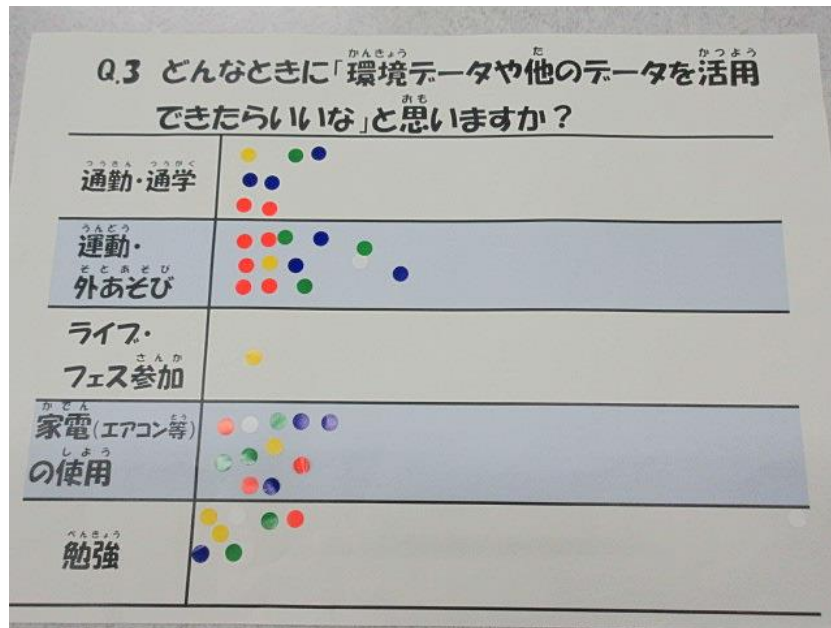 Q.3 どんなときに「環境データや他のデータを活用
できたらいいな」と思いますか？
通勤・通学
運動・
外あそび
ライブ・
フェス参加
家電(エアコン等)
の使用
勉強